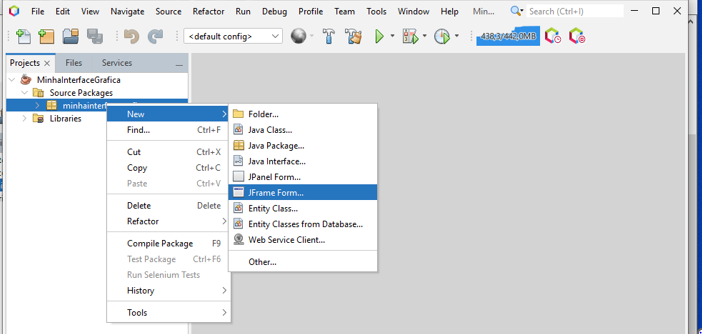 File Edit View Navigate Source Refactor Run Debug Profile Team Tools Window Help Min... Search (Ctrl+I)
<default config> 438,3/442,0MB
Projects Files Services
MinhaInterfaceGrafica
Source Packages
minhainterf
Libraries
New
Find... Ctrl+F
Cut Ctrl+X
Copy Ctrl+C
Paste Ctrl+V
Delete Delete
Refactor
Compile Package F9
Test Package Ctrl+F6
Run Selenium Tests
History
Tools
Folder...
Java Class...
Java Package...
Java Interface...
JPanel Form...
JFrame Form...
Entity Class...
Entity Classes from Database...
Web Service Client...
Other...